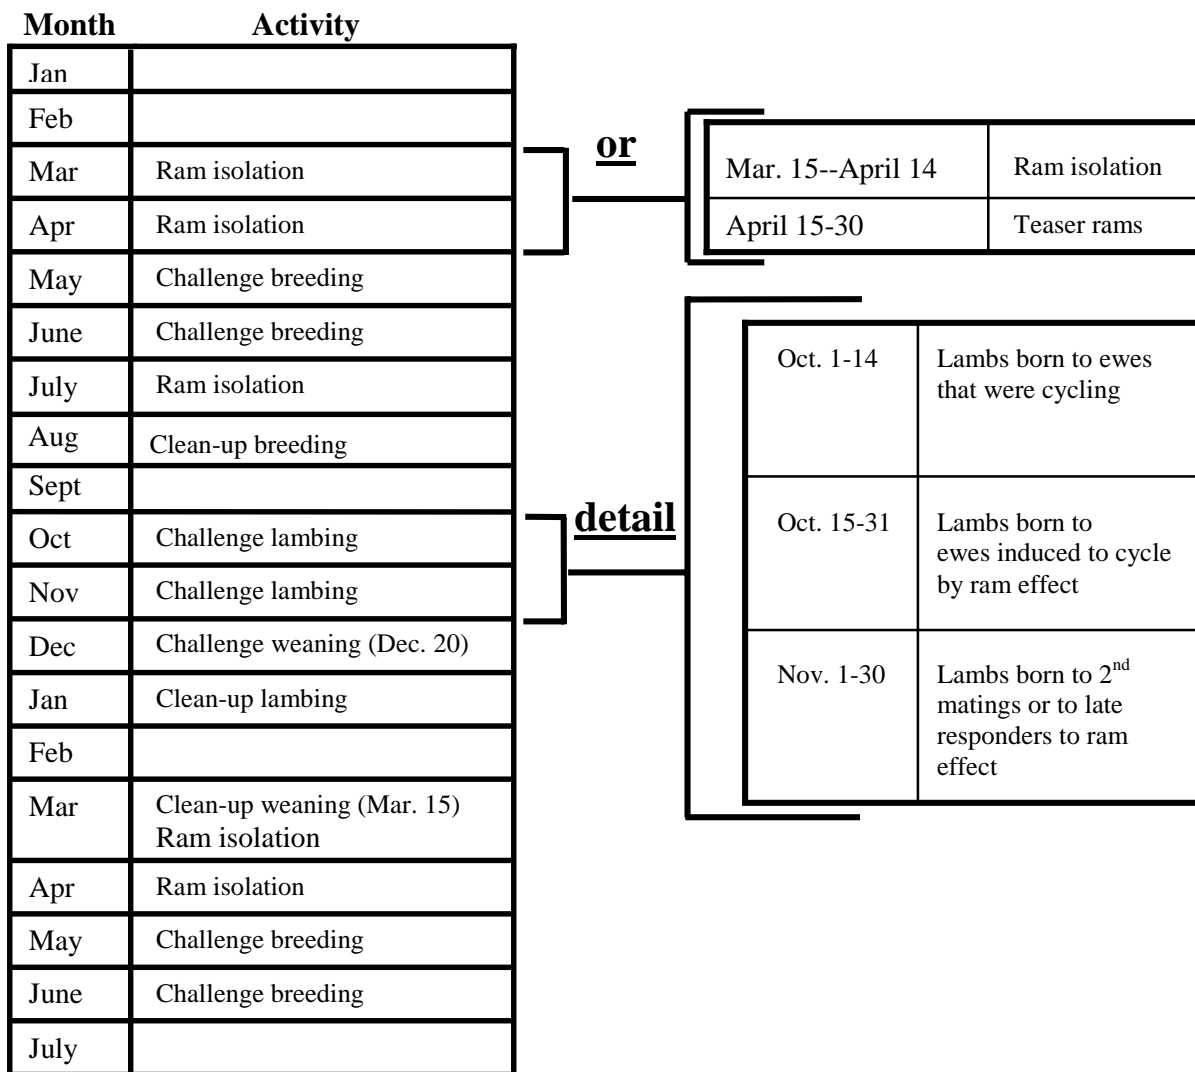 Month Activity
Jan
Feb
Mar Ram isolation
Apr Ram isolation
May Challenge breeding
June Challenge breeding
July Ram isolation
Aug Clean-up breeding
Sept
Oct Challenge lambing
Nov Challenge lambing
Dec Challenge weaning (Dec. 20)
Jan Clean-up lambing
Feb
Mar Clean-up weaning (Mar. 15)
Ram isolation
Apr Ram isolation
May Challenge breeding
June Challenge breeding
July
or
Mar. 15--April 14 Ram isolation
April 15-30 Teaser rams
detail
Oct. 1-14 Lambs born to ewes
that were cycling
Oct. 15-31 Lambs born to
ewes induced to cycle
by ram effect
Nov. 1-30 Lambs born to 2nd
matings or to late
responders to ram
effect